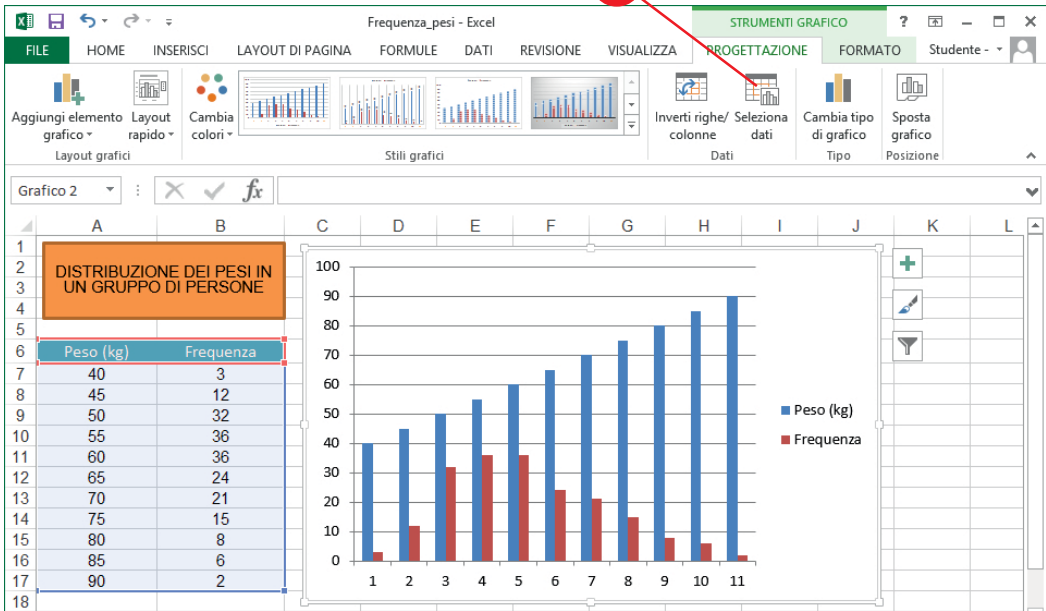 Frequenza_pesi - Excel
STRUMENTI GRAFICO
?
FILE HOME INSERISCI LAYOUT DI PAGINA FORMULE DATI REVISIONE VISUALIZZA PROGETTAZIONE FORMATO Studente -
Aggiungi elemento grafico
Layout rapido
Layout grafici
Cambia colori
Stili grafici
Inverti righe/ colonne
Seleziona dati
Dati
Cambia tipo di grafico
Tipo
Sposta grafico
Posizione
Grafico 2
fx
A B C D E F G H I J K L
1
2
3
4
5
DISTRIBUZIONE DEI PESI IN
UN GRUPPO DI PERSONE
6 Peso (kg) Frequenza
7 40 3
8 45 12
9 50 32
10 55 36
11 60 36
12 65 24
13 70 21
14 75 15
15 80 8
16 85 6
17 90 2
18
100
90
80
70
60
50
40
30
20
10
0
1 2 3 4 5 6 7 8 9 10 11
Peso (kg)
Frequenza